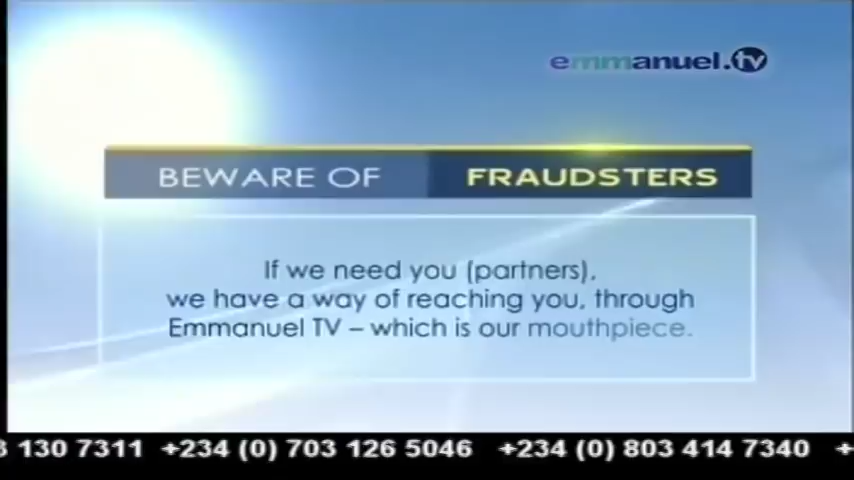 emmanuel.tv
BEWARE OF FRAUDSTERS
If we need you (partners),
we have a way of reaching you, through
Emmanuel TV – which is our mouthpiece.
130 7311 +234 (0) 703 126 5046 +234 (0) 803 414 7340